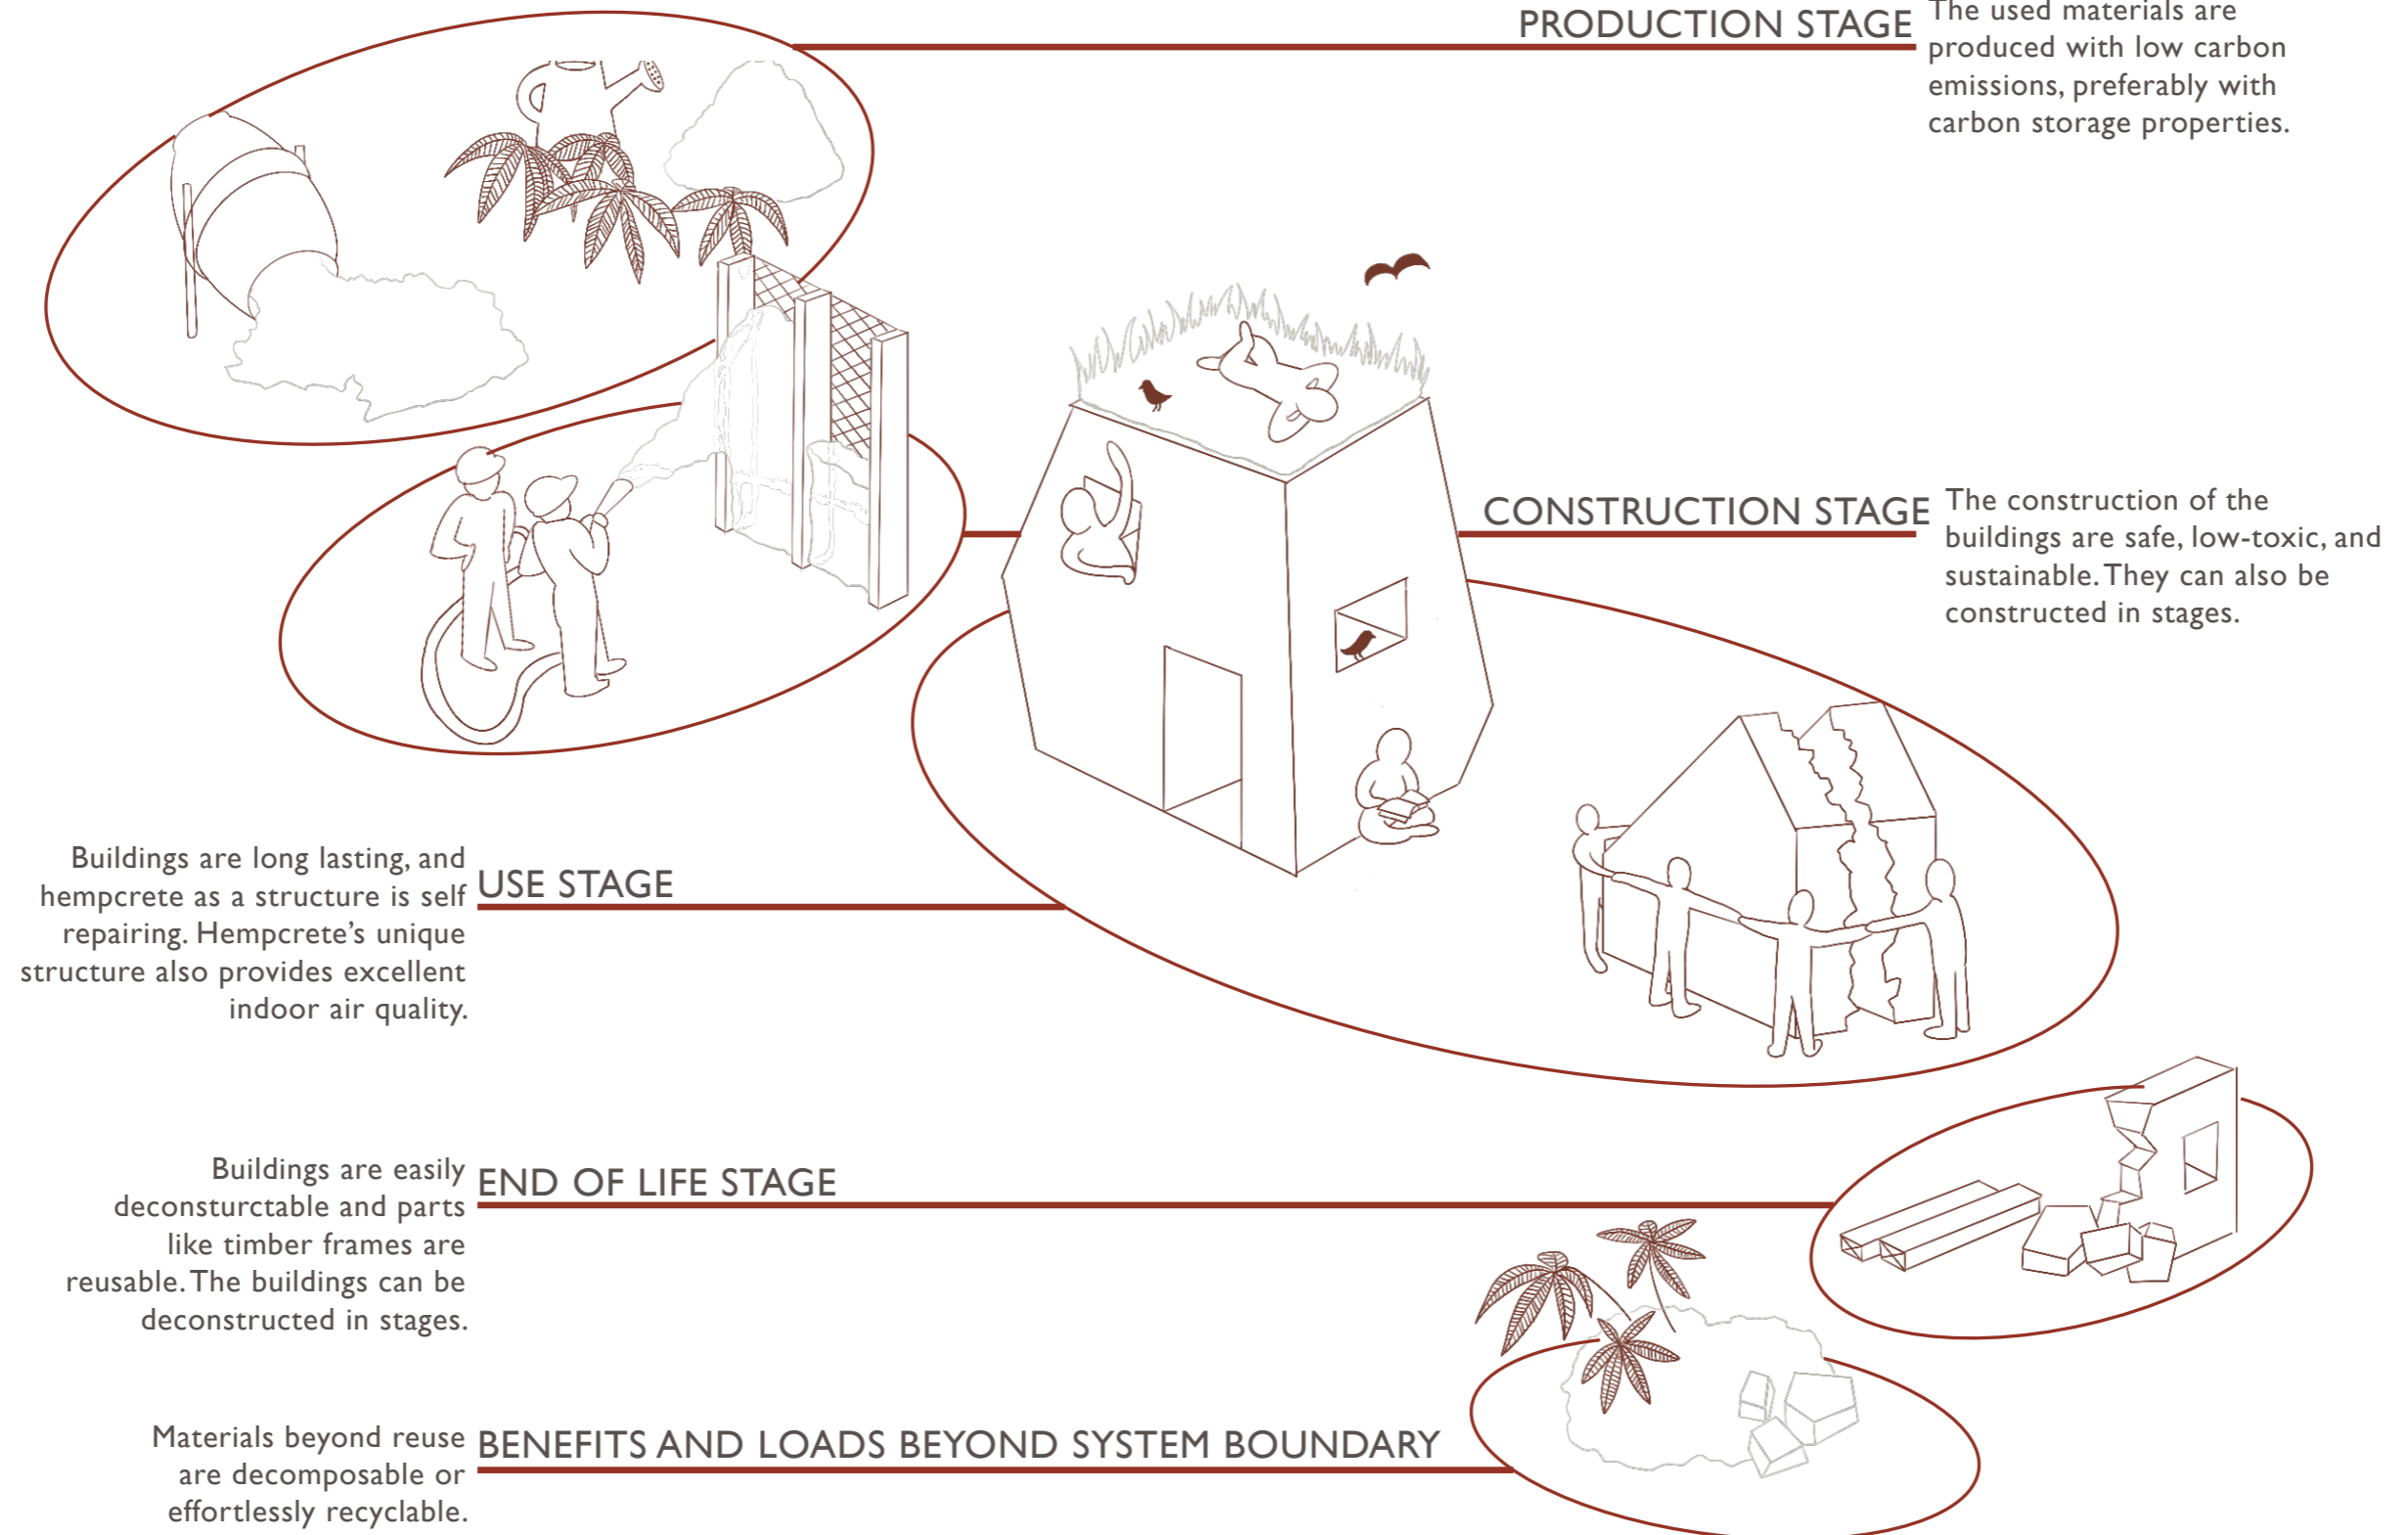 PRODUCTION STAGE
The used materials are
produced with low carbon
emissions, preferably with
carbon storage properties.
CONSTRUCTION STAGE
The construction of the
buildings are safe, low-toxic, and
sustainable. They can also be
constructed in stages.
Buildings are long lasting, and
hempcrete as a structure is self
repairing. Hempcrete's unique
structure also provides excellent
indoor air quality.
USE STAGE
Buildings are easily
deconsturctable and parts
like timber frames are
reusable. The buildings can be
deconstructed in stages.
END OF LIFE STAGE
Materials beyond reuse
are decomposable or
effortlessly recyclable.
BENEFITS AND LOADS BEYOND SYSTEM BOUNDARY